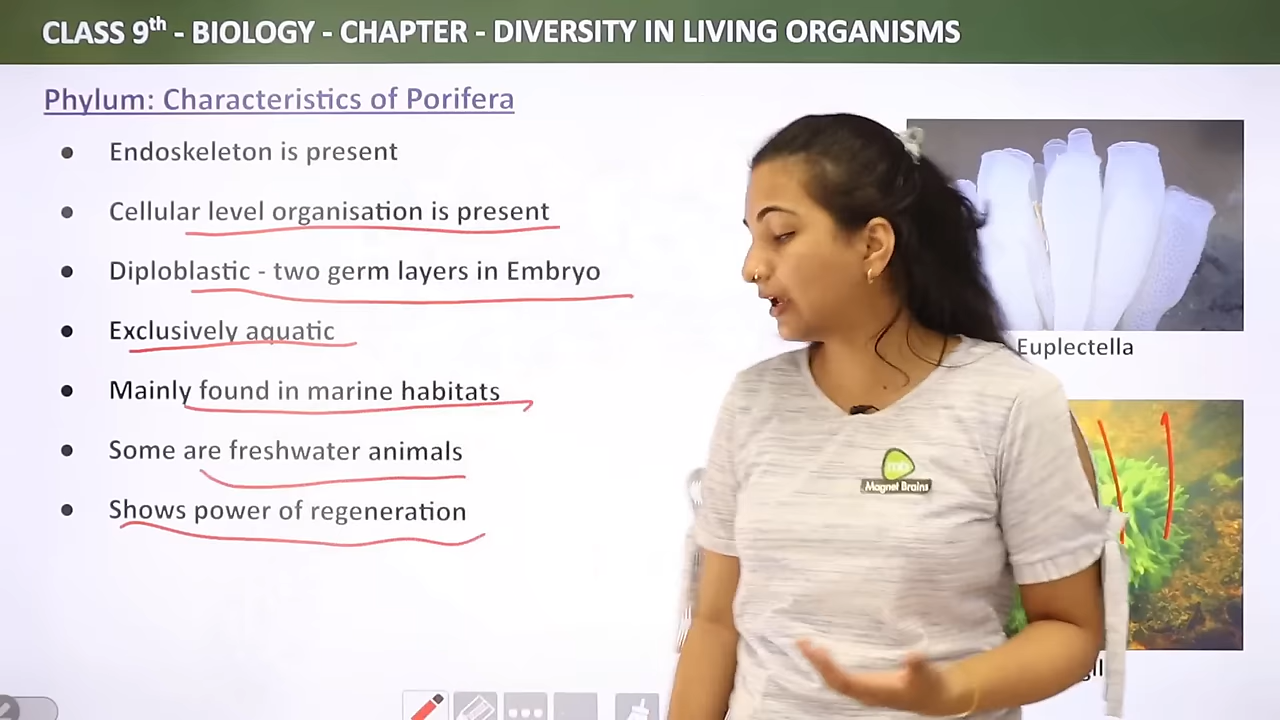 CLASS 9th - BIOLOGY - CHAPTER - DIVERSITY IN LIVING ORGANISMS
Phylum: Characteristics of Porifera
● Endoskeleton is present
● Cellular level organisation is present
● Diploblastic - two germ layers in Embryo
● Exclusively aquatic
● Mainly found in marine habitats
● Some are freshwater animals
● Shows power of regeneration
Euplectella
mb
Magnet Brains